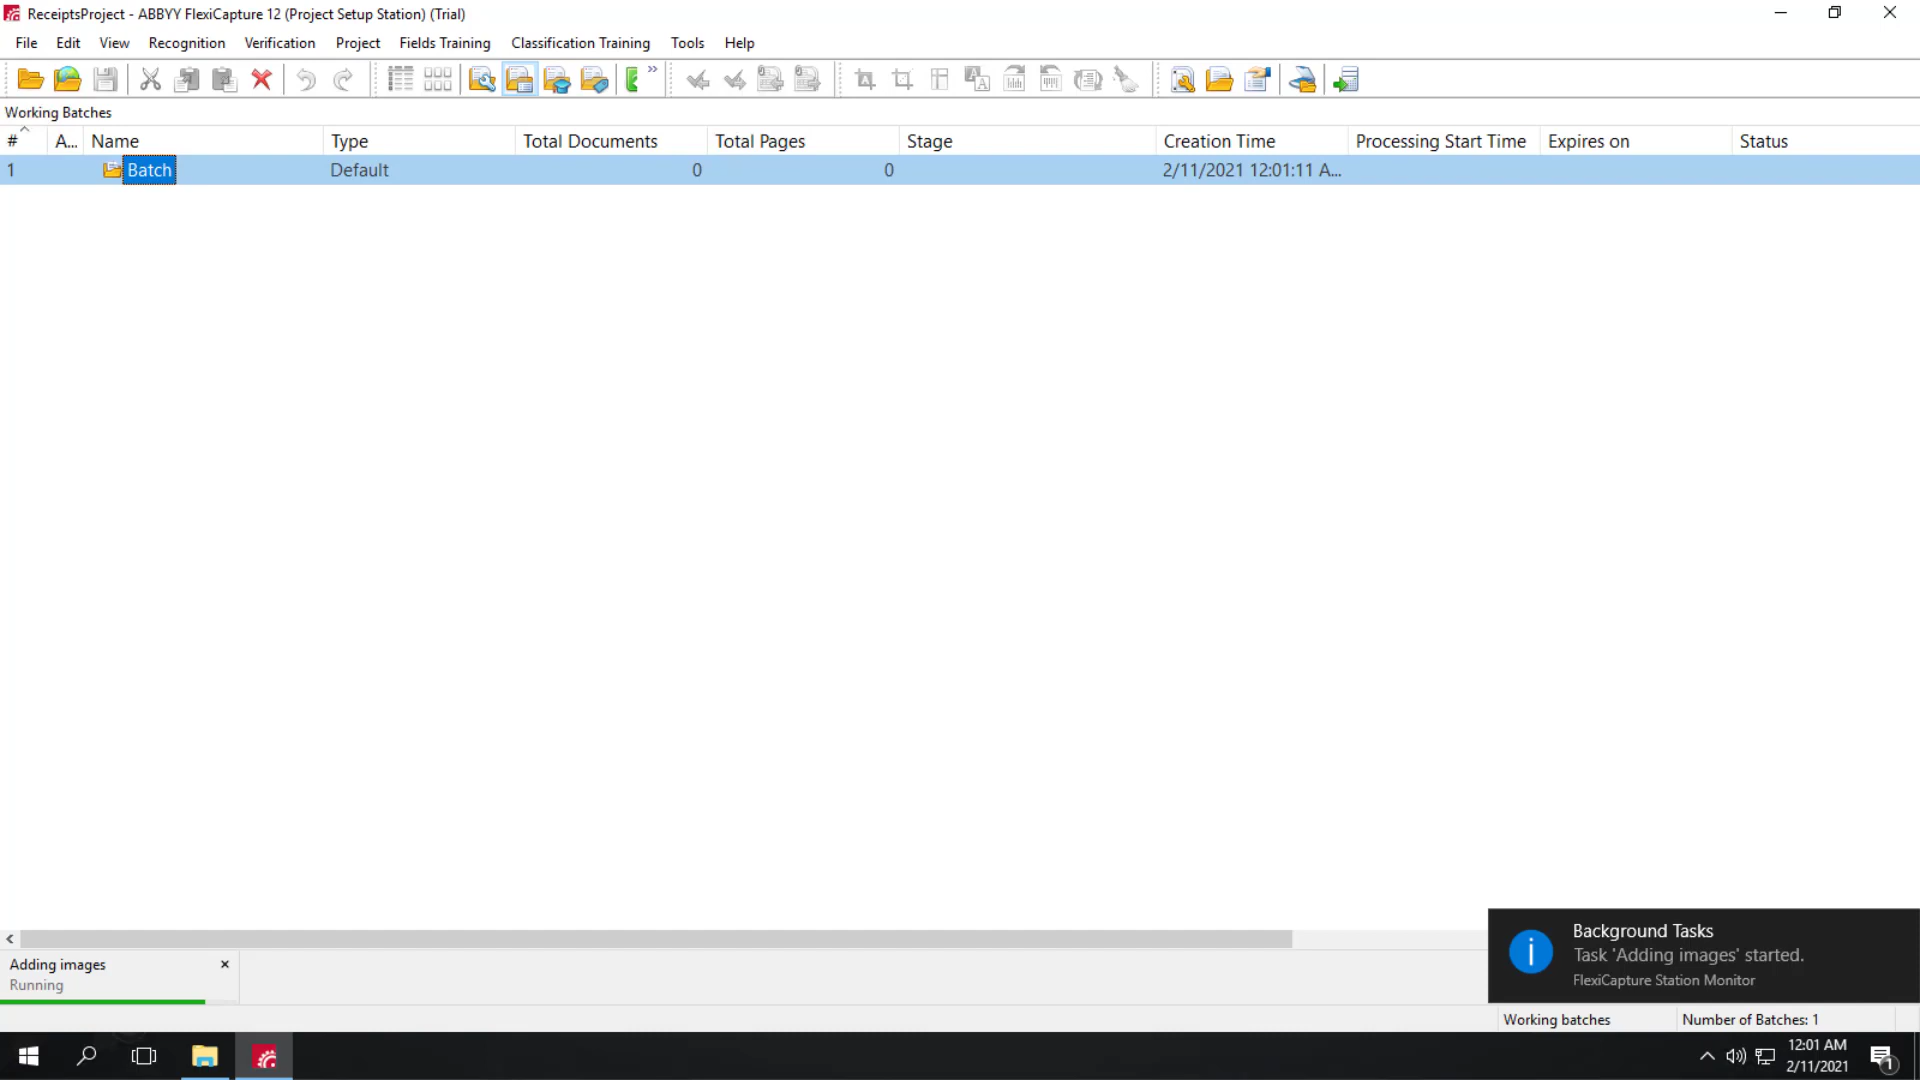 ReceiptsProject - ABBYY FlexiCapture 12 (Project Setup Station) (Trial)
File Edit View Recognition Verification Project Fields Training Classification Training Tools Help
Working Batches
# A... Name Type Total Documents Total Pages Stage Creation Time Processing Start Time Expires on Status
1 Batch Default 0 0 2/11/2021 12:01:11 A...
Background Tasks
Task 'Adding images' started.
FlexiCapture Station Monitor
Adding images
Running
Working batches Number of Batches: 1
12:01 AM
2/11/2021
1